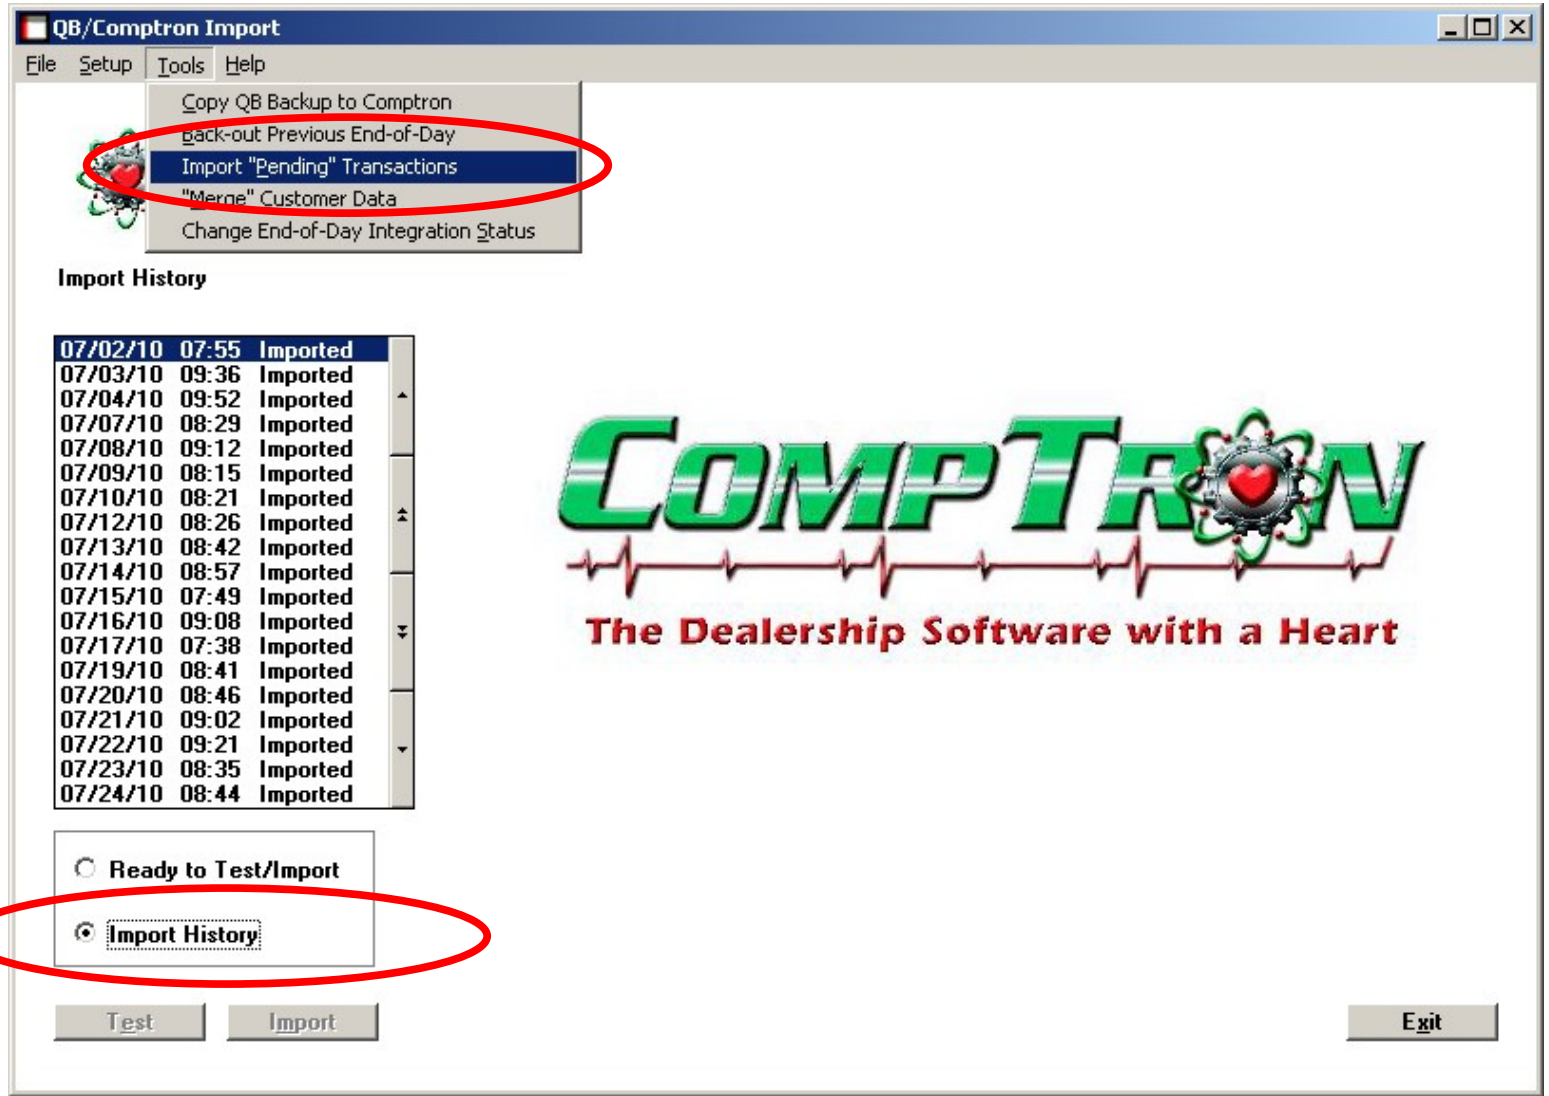 QB/Comptron Import
File Setup Tools Help
Copy QB Backup to Comptron
Back-out Previous End-of-Day
Import "Pending" Transactions
"Merge" Customer Data
Change End-of-Day Integration Status
Import History
07/02/10 07:55 Imported
07/03/10 09:36 Imported
07/04/10 09:52 Imported
07/07/10 08:29 Imported
07/08/10 09:12 Imported
07/09/10 08:15 Imported
07/10/10 08:21 Imported
07/12/10 08:26 Imported
07/13/10 08:42 Imported
07/14/10 08:57 Imported
07/15/10 07:49 Imported
07/16/10 09:08 Imported
07/17/10 07:38 Imported
07/19/10 08:41 Imported
07/20/10 08:46 Imported
07/21/10 09:02 Imported
07/22/10 09:21 Imported
07/23/10 08:35 Imported
07/24/10 08:44 Imported
COMPTRON
The Dealership Software with a Heart
Ready to Test/Import
Import History
Test Import Exit